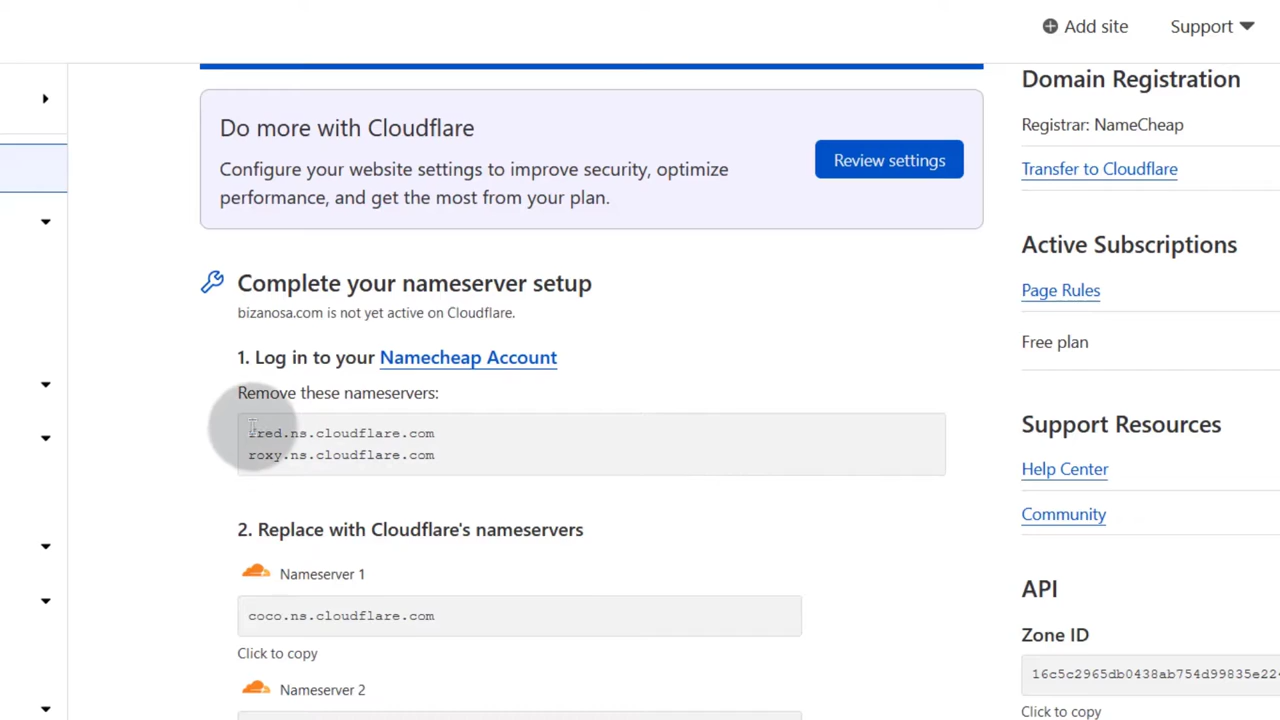 Add site
Support
Do more with Cloudflare
Configure your website settings to improve security, optimize
performance, and get the most from your plan.
Review settings
Complete your nameserver setup
bizanosa.com is not yet active on Cloudflare.
1. Log in to your Namecheap Account
Remove these nameservers:
fred.ns.cloudflare.com
roxy.ns.cloudflare.com
2. Replace with Cloudflare's nameservers
Nameserver 1
coco.ns.cloudflare.com
Click to copy
Nameserver 2
Domain Registration
Registrar: NameCheap
Transfer to Cloudflare
Active Subscriptions
Page Rules
Free plan
Support Resources
Help Center
Community
API
Zone ID
16c5c2965db0438ab754d99835e224
Click to copy